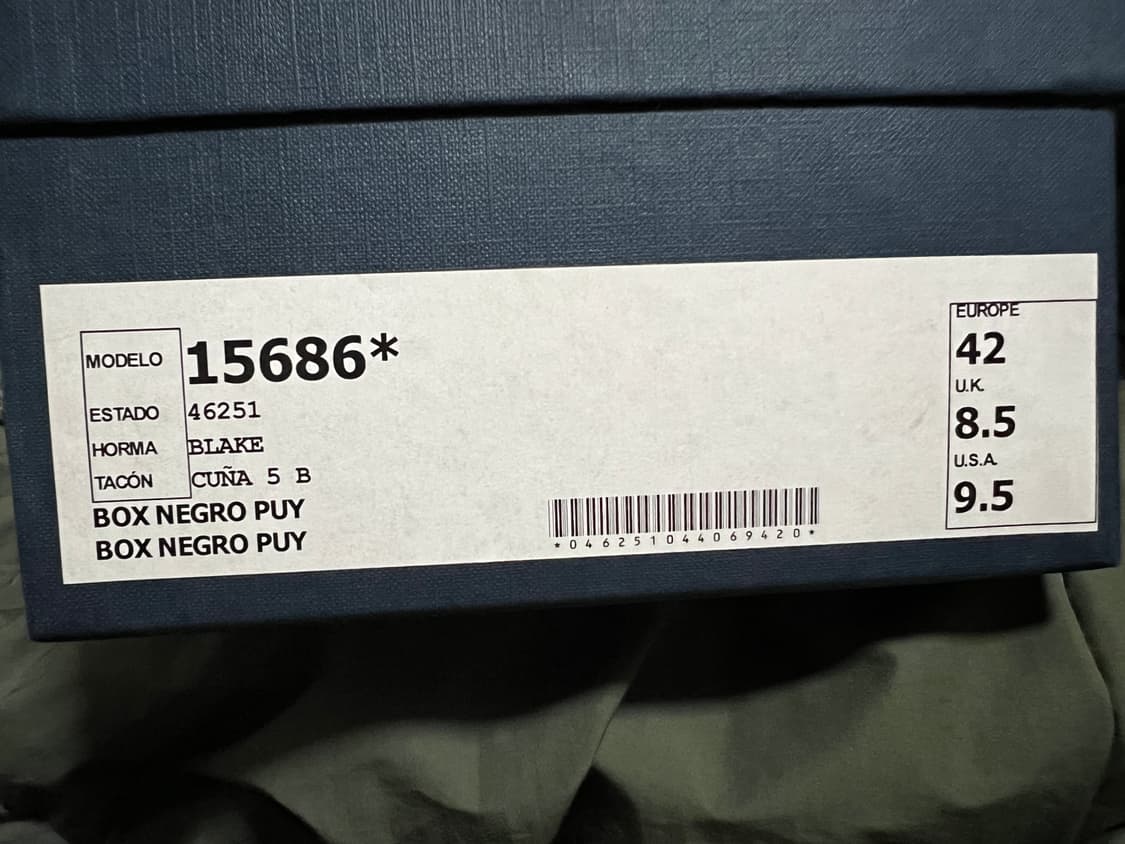 MODELO 15686*
ESTADO 46251
HORMA BLAKE
TACÓN CUÑA 5 B
BOX NEGRO PUY
BOX NEGRO PUY
*046251044069420*
EUROPE
42
U.K.
8.5
U.S.A.
9.5